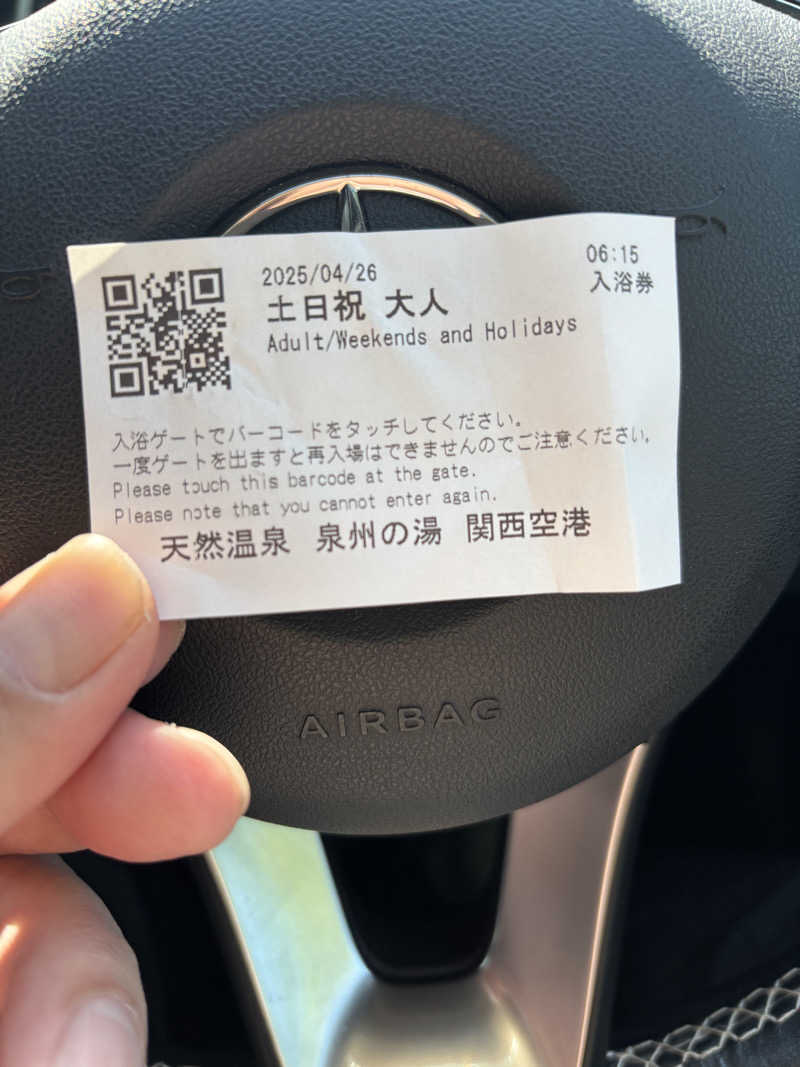 2025/04/26
06:15
土日祝 大人
入浴券
Adult/Weekends and Holidays
入浴ゲートでバーコードをタッチしてください。
一度ゲートを出ますと再入場はできませんのでご注意ください。
Please touch this barcode at the gate.
Please note that you cannot enter again.
天然温泉 泉州の湯 関西空港
AIRBAG